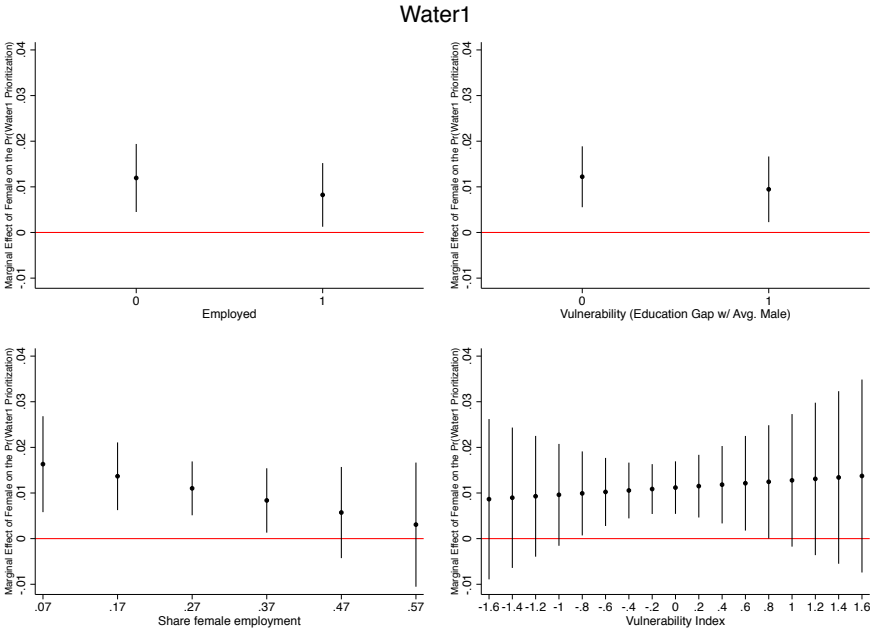 Water1
Marginal Effect of Female on the Pr(Water1 Prioritization)
.04
.03
.02
.01
0
-.01
0 1
Employed
Marginal Effect of Female on the Pr(Water1 Prioritization)
.04
.03
.02
.01
0
-.01
0 1
Vulnerability (Education Gap w/ Avg. Male)
Marginal Effect of Female on the Pr(Water1 Prioritization)
.04
.03
.02
.01
0
-.01
.07 .17 .27 .37 .47 .57
Share female employment
Marginal Effect of Female on the Pr(Water1 Prioritization)
.04
.03
.02
.01
0
-.01
-1.6 -1.4 -1.2 -1 -.8 -.6 -.4 -.2 0 .2 .4 .6 .8 1 1.2 1.4 1.6
Vulnerability Index